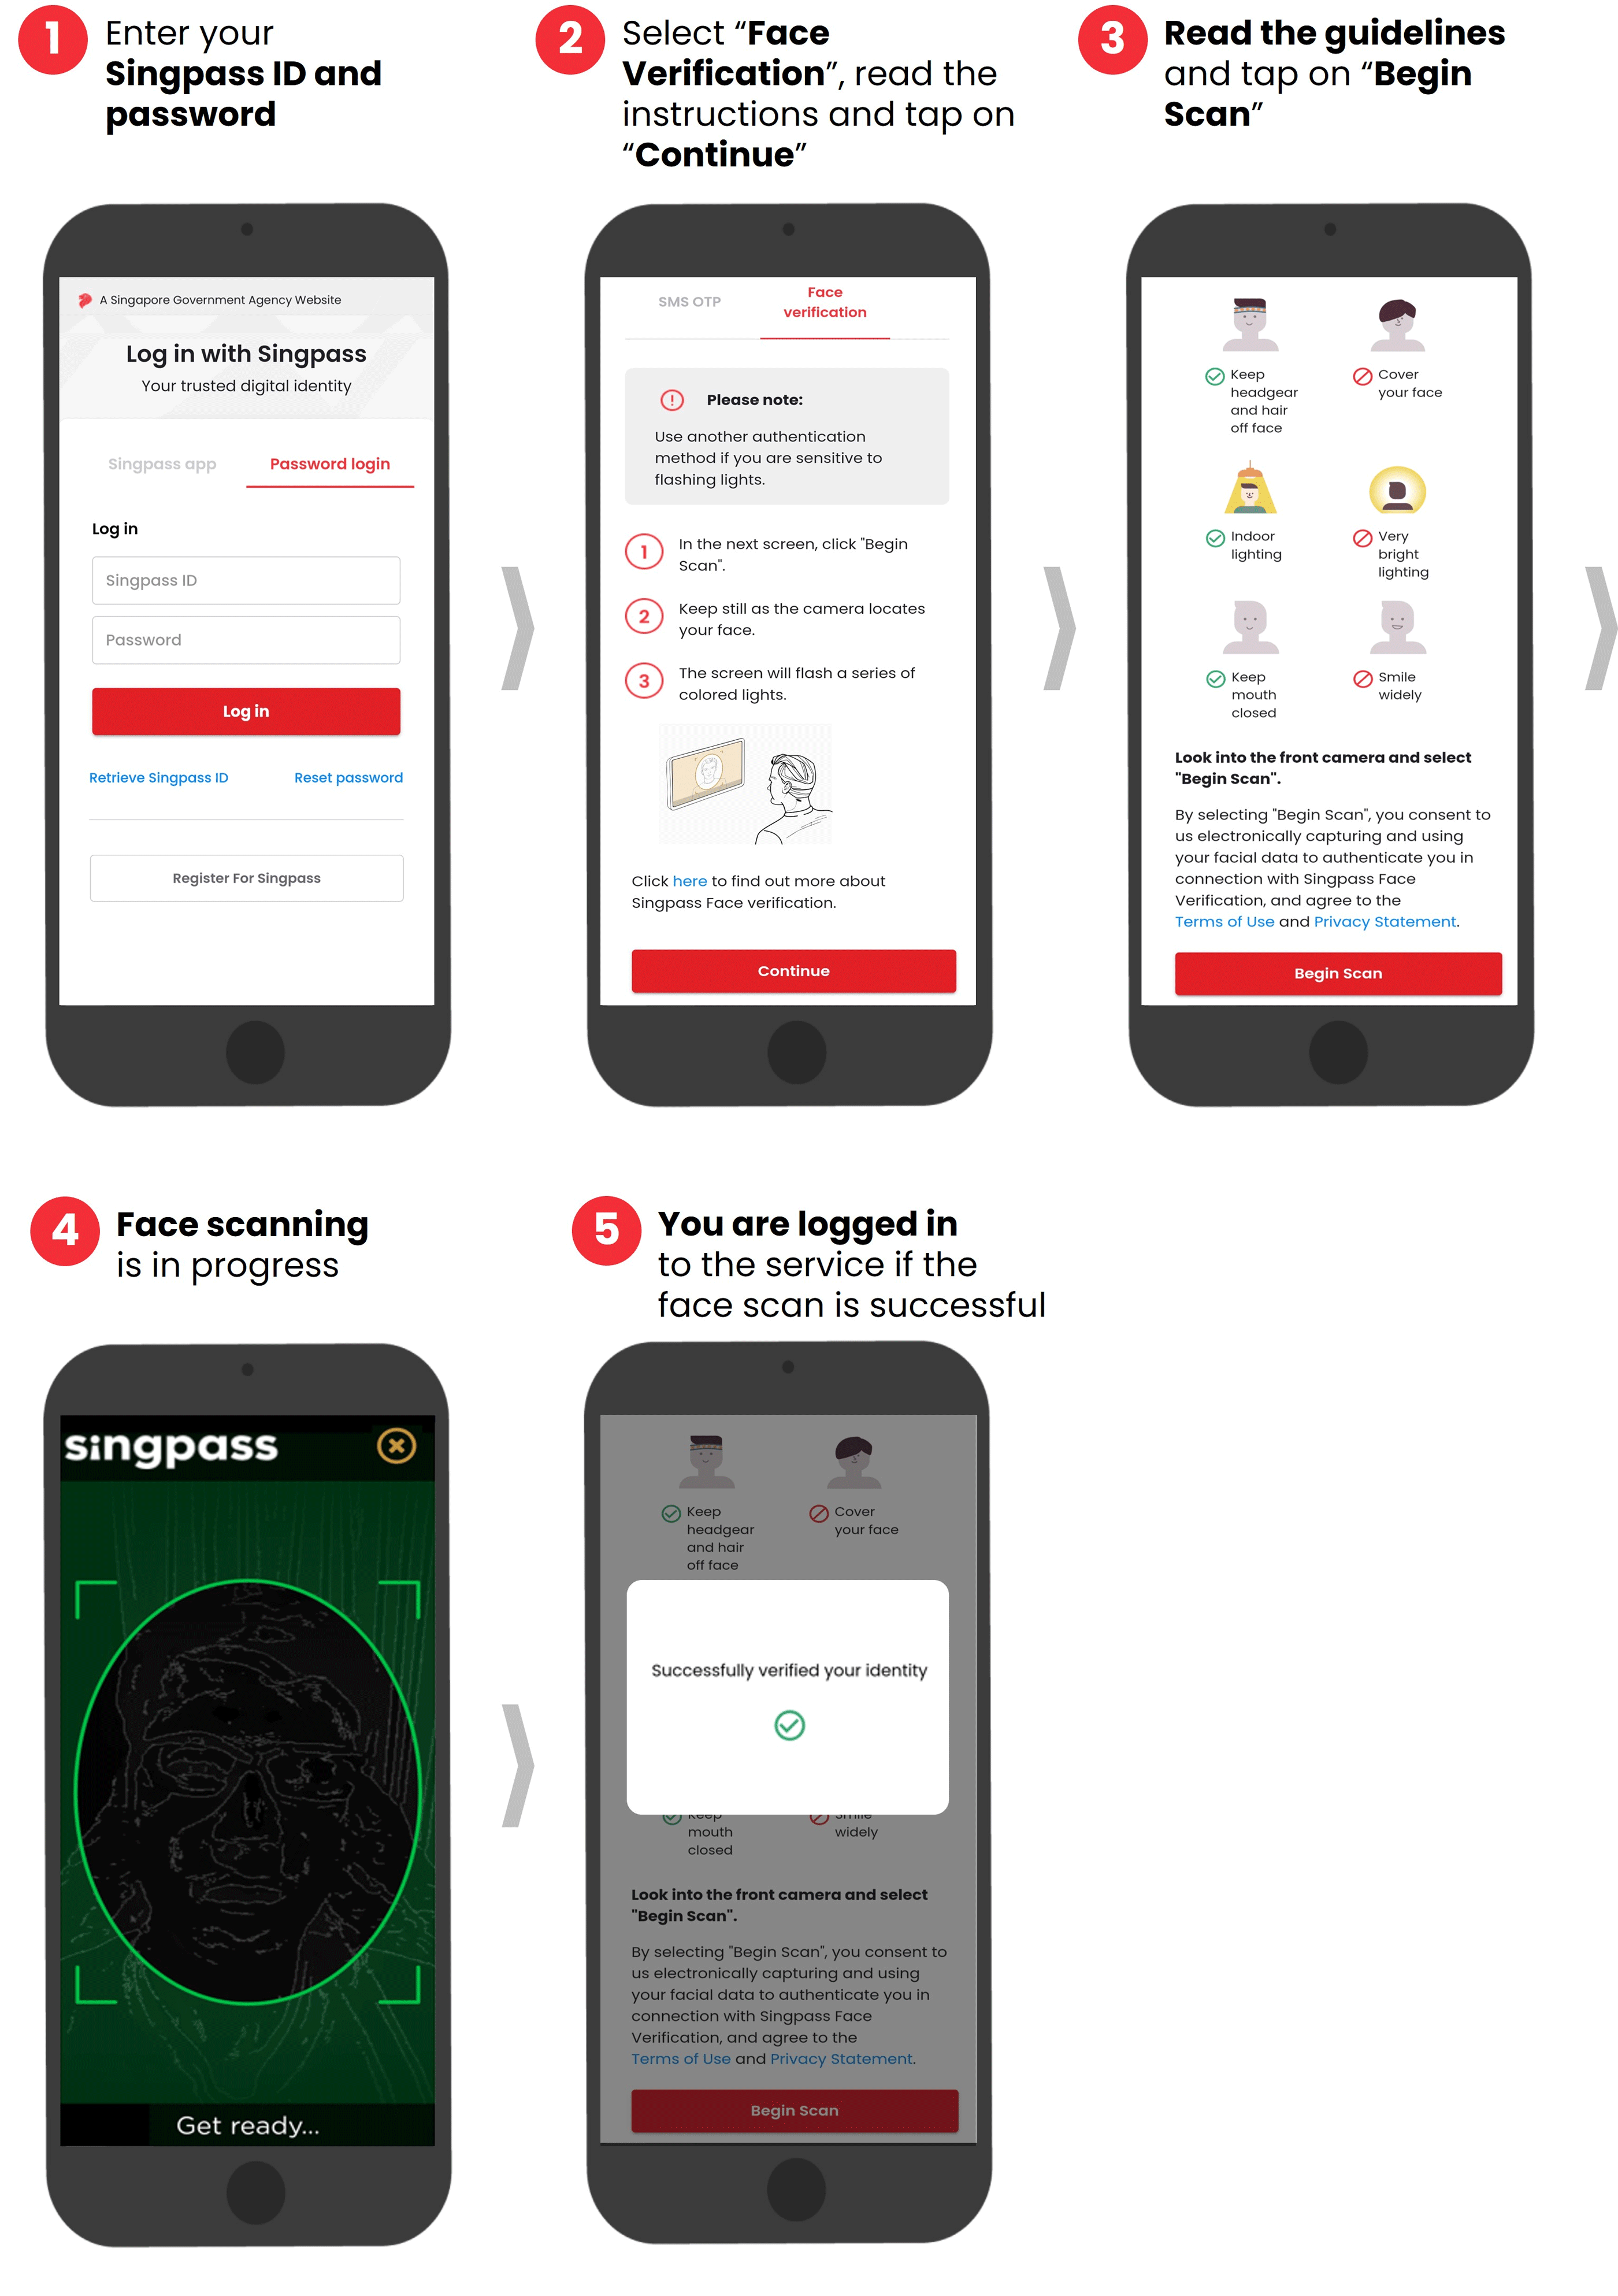 1
Enter your
Singpass ID and
password
2
Select “Face
Verification”, read the
instructions and tap on
“Continue”
3
Read the guidelines
and tap on “Begin
Scan”
A Singapore Government Agency Website
Log in with Singpass
Your trusted digital identity
Singpass app
Password login
Log in
Singpass ID
Password
Log in
Retrieve Singpass ID
Reset password
Register For Singpass
SMS OTP
Face
verification
Please note:
Use another authentication
method if you are sensitive to
flashing lights.
1
In the next screen, click "Begin
Scan".
2
Keep still as the camera locates
your face.
3
The screen will flash a series of
colored lights.
Click here to find out more about
Singpass Face verification.
Continue
Keep
headgear
and hair
off face
Cover
your face
Indoor
lighting
Very
bright
lighting
Keep
mouth
closed
Smile
widely
Look into the front camera and select
"Begin Scan".
By selecting "Begin Scan", you consent to
us electronically capturing and using
your facial data to authenticate you in
connection with Singpass Face
Verification, and agree to the
Terms of Use and Privacy Statement.
Begin Scan
4
Face scanning
is in progress
5
You are logged in
to the service if the
face scan is successful
singpass
Get ready...
Keep
headgear
and hair
off face
Cover
your face
Successfully verified your identity
Keep
mouth
closed
Smile
widely
Look into the front camera and select
"Begin Scan".
By selecting "Begin Scan", you consent to
us electronically capturing and using
your facial data to authenticate you in
connection with Singpass Face
Verification, and agree to the
Terms of Use and Privacy Statement.
Begin Scan